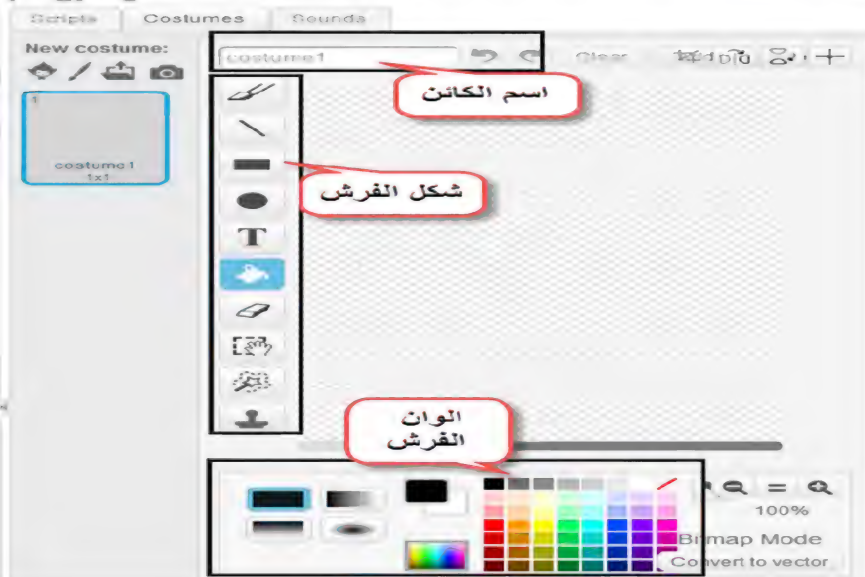 Scripts Costumes Sounds
New costume:
costume1 Clear
اسم الكائن
1
costume1
1x1
شكل الفرش
T
الوان
الفرش
100%
Bitmap Mode
Convert to vector